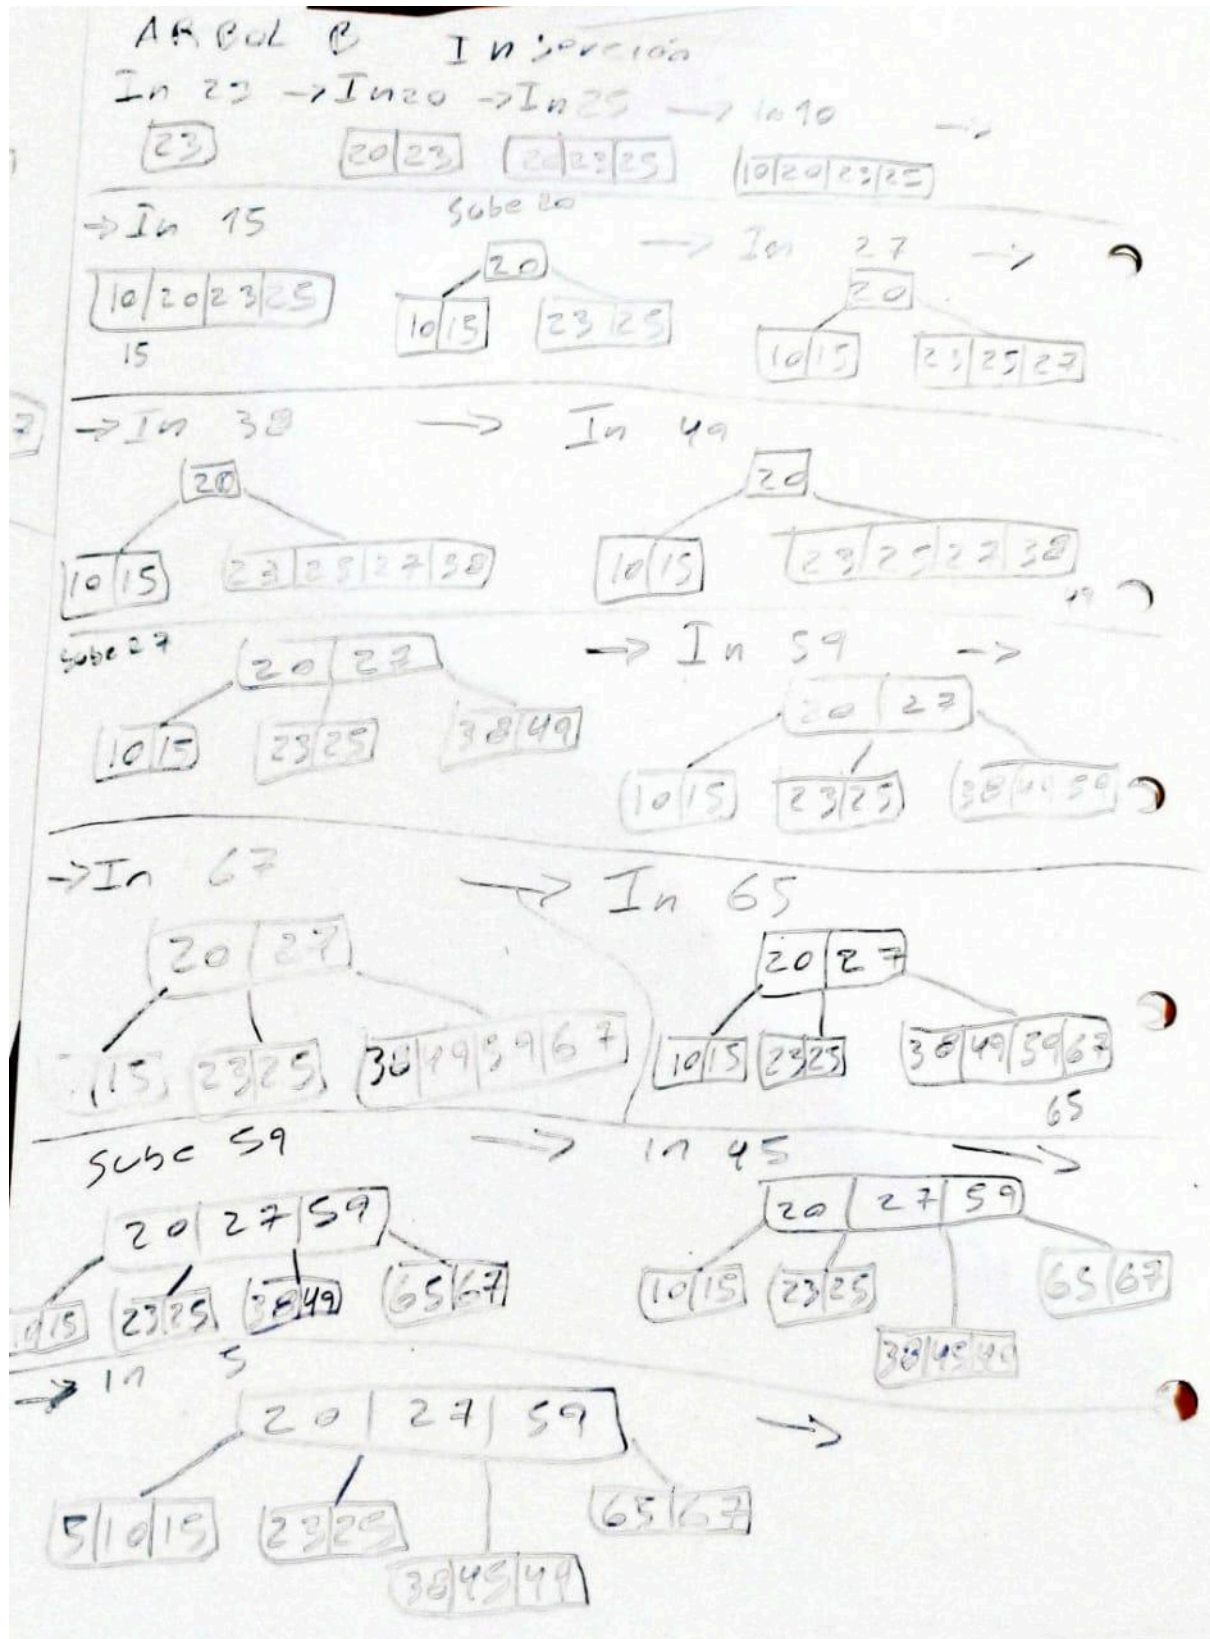 ARBOL B Inserción
In 23 → In 20 → In 25 → In 10 →
23 20 23 20 23 25 10 20 23 25
→ In 15 Sube 20 → In 27 →
20 20
10 20 23 25 10 15 23 25 10 15 23 25 27
15
→ In 38 → In 49
20 20
10 15 23 25 27 38 10 15 23 25 27 38
49
Sube 27 → In 59 →
20 27 20 27
10 15 23 25 38 49 10 15 23 25 38 49 59
→ In 67 → In 65
20 27 20 27
15 23 25 38 49 59 67 10 15 23 25 38 49 59 67
65
Sube 59 → In 45 →
20 27 59 20 27 59
10 15 23 25 38 49 65 67 10 15 23 25 65 67
38 45 49
→ In 5
20 27 59 →
5 10 15 23 25 65 67
38 45 49